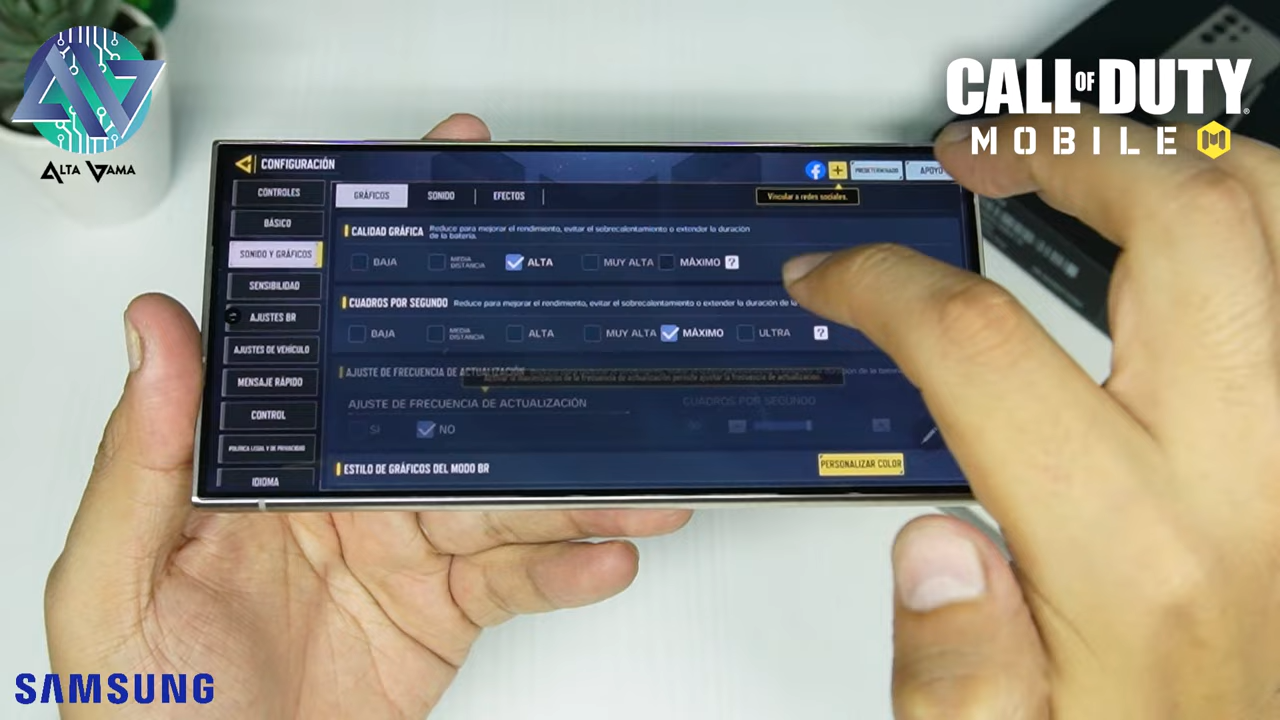 ALTA GAMA
CALL OF DUTY
MOBILE
CONFIGURACIÓN
PREDETERMINADO
APOYO
Vincular a redes sociales.
CONTROLES
BÁSICO
SONIDO Y GRÁFICOS
SENSIBILIDAD
AJUSTES BR
AJUSTES DE VEHÍCULO
MENSAJE RÁPIDO
CONTROL
POLÍTICA LEGAL Y DE PRIVACIDAD
IDIOMA
GRÁFICOS
SONIDO
EFECTOS
CALIDAD GRÁFICA Reduce para mejorar el rendimiento, evitar el sobrecalentamiento o extender la duración
de la batería.
BAJA MEDIA DISTANCIA ALTA MUY ALTA MÁXIMO ?
CUADROS POR SEGUNDO Reduce para mejorar el rendimiento, evitar el sobrecalentamiento o extender la duración de la
BAJA MEDIA DISTANCIA ALTA MUY ALTA MÁXIMO ULTRA ?
AJUSTE DE FRECUENCIA DE ACTUALIZACIÓN
AJUSTE DE FRECUENCIA DE ACTUALIZACIÓN
CUADROS POR SEGUNDO
SI NO
ESTILO DE GRÁFICOS DEL MODO BR
PERSONALIZAR COLOR
SAMSUNG